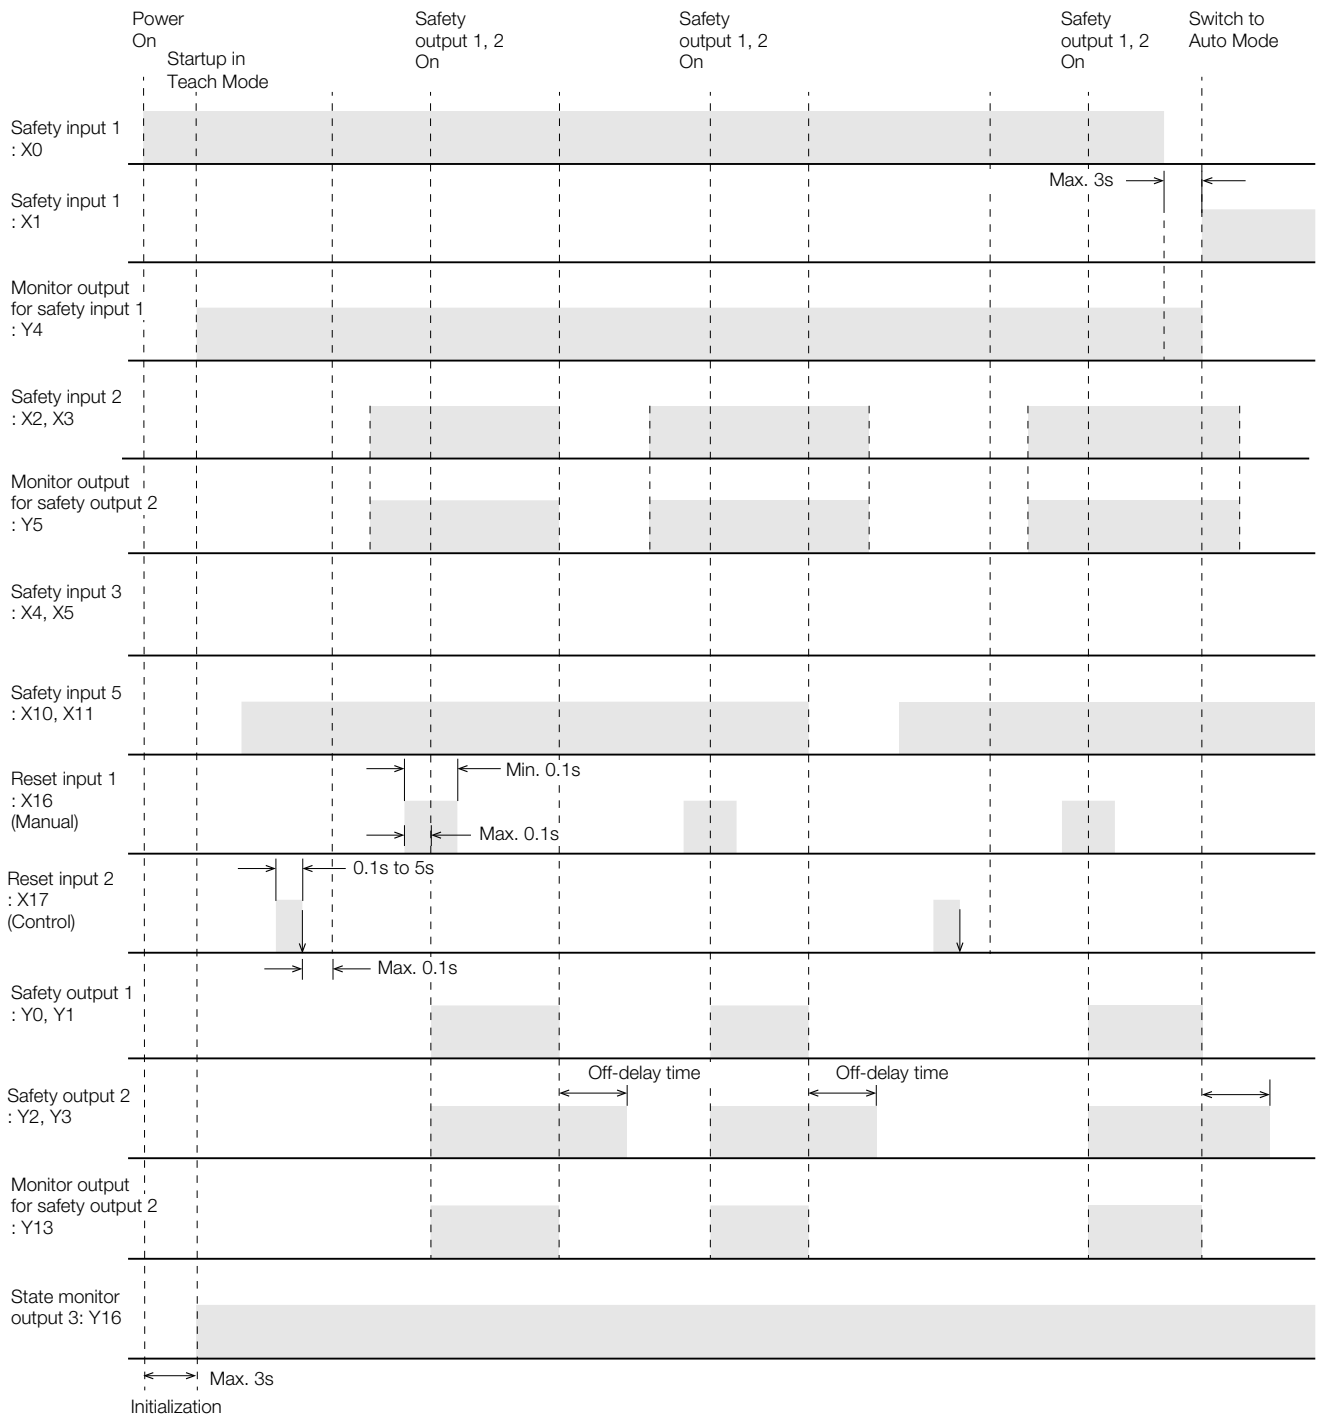 Power
On
Startup in
Teach Mode
Safety
output 1, 2
On
Safety
output 1, 2
On
Safety
output 1, 2
On
Switch to
Auto Mode
Safety input 1
: X0
Max. 3s
Safety input 1
: X1
Monitor output
for safety input 1
: Y4
Safety input 2
: X2, X3
Monitor output
for safety output 2
: Y5
Safety input 3
: X4, X5
Safety input 5
: X10, X11
Reset input 1
: X16
(Manual)
Min. 0.1s
Max. 0.1s
Reset input 2
: X17
(Control)
0.1s to 5s
Max. 0.1s
Safety output 1
: Y0, Y1
Off-delay time
Off-delay time
Safety output 2
: Y2, Y3
Monitor output
for safety output 2
: Y13
State monitor
output 3: Y16
Max. 3s
Initialization